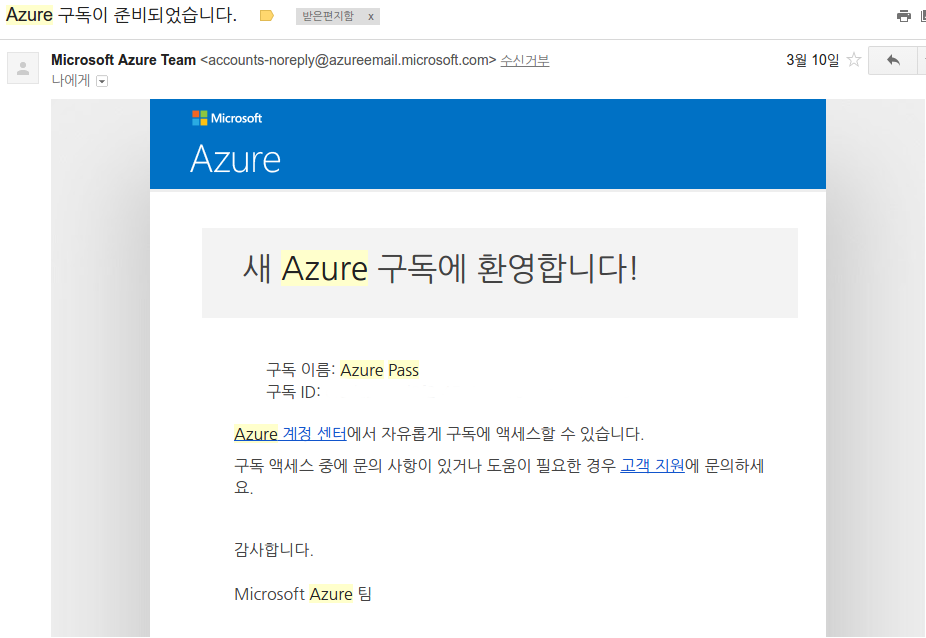 Azure 구독이 준비되었습니다.
받은편지함 x
Microsoft Azure Team <accounts-noreply@azureemail.microsoft.com> 수신거부
3월 10일
나에게
Microsoft
Azure
새 Azure 구독에 환영합니다!
구독 이름: Azure Pass
구독 ID:
Azure 계정 센터에서 자유롭게 구독에 액세스할 수 있습니다.
구독 액세스 중에 문의 사항이 있거나 도움이 필요한 경우 고객 지원에 문의하세
요.
감사합니다.
Microsoft Azure 팀